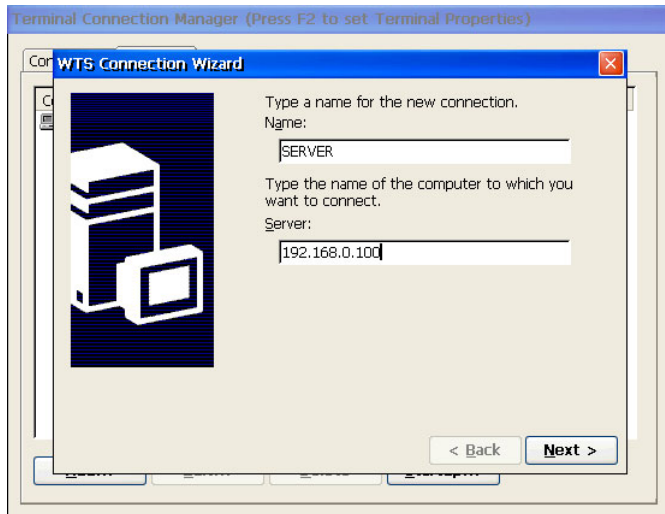 Terminal Connection Manager (Press F2 to set Terminal Properties)
WTS Connection Wizard
Type a name for the new connection.
Name:
SERVER
Type the name of the computer to which you
want to connect.
Server:
192.168.0.100
< Back
Next >